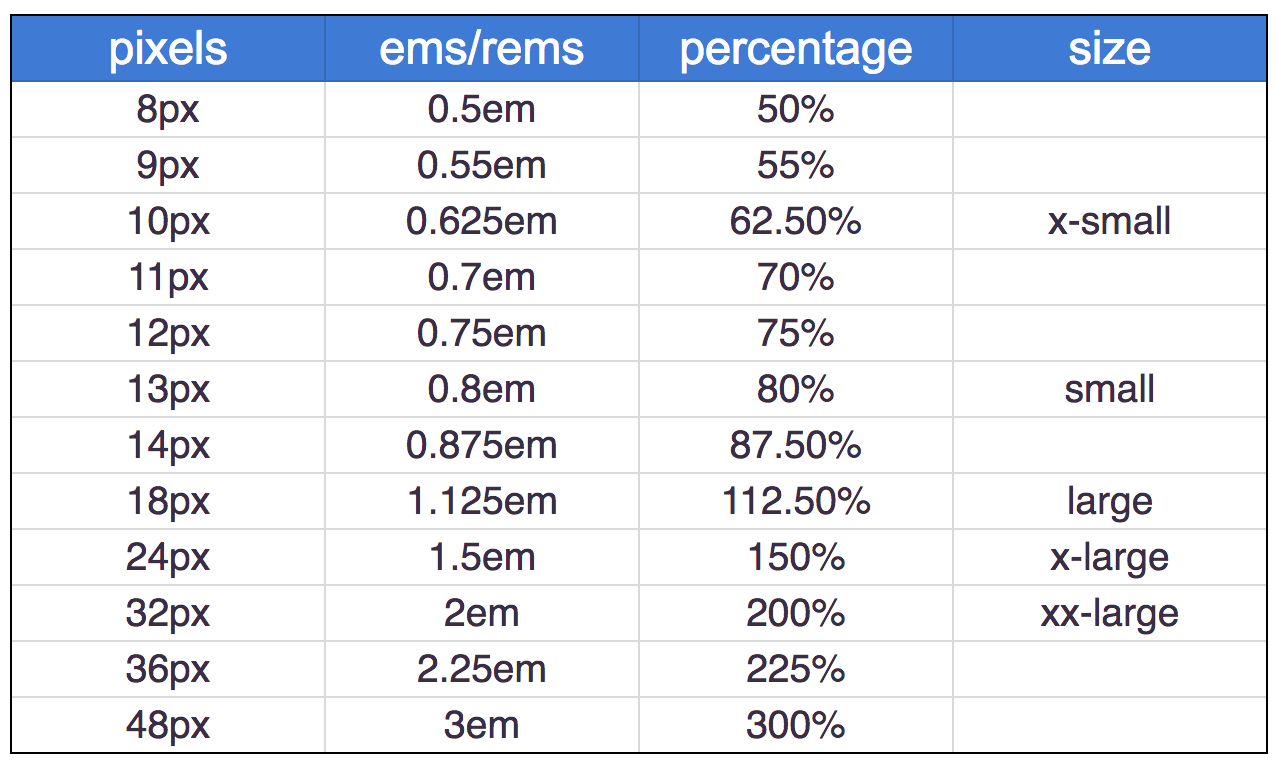 pixels ems/rems percentage size
8px 0.5em 50%
9px 0.55em 55%
10px 0.625em 62.50% x-small
11px 0.7em 70%
12px 0.75em 75%
13px 0.8em 80% small
14px 0.875em 87.50%
18px 1.125em 112.50% large
24px 1.5em 150% x-large
32px 2em 200% xx-large
36px 2.25em 225%
48px 3em 300%